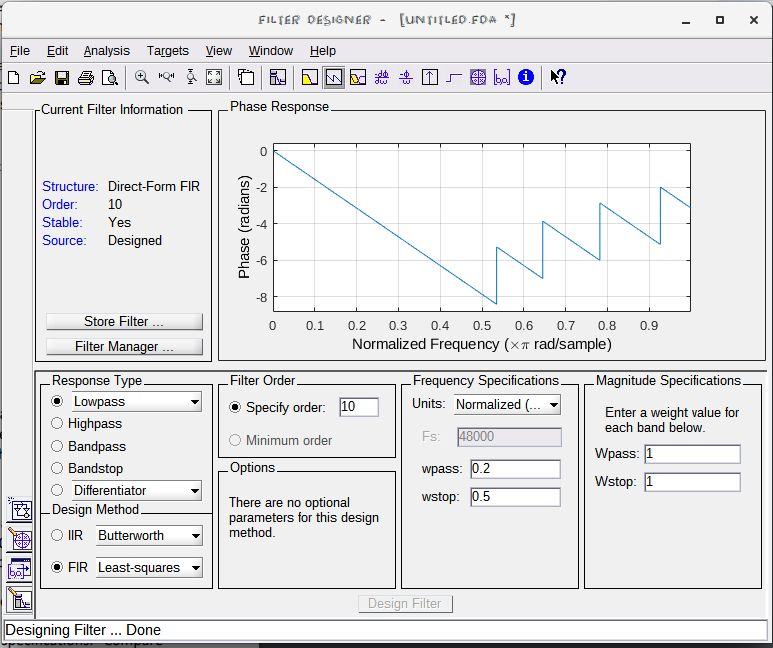 FILTER DESIGNER - [UNTITLED.FDA *]
File Edit Analysis Targets View Window Help
Current Filter Information
Structure: Direct-Form FIR
Order: 10
Stable: Yes
Source: Designed
Store Filter ...
Filter Manager ...
Phase Response
Phase (radians)
0
-2
-4
-6
-8
0 0.1 0.2 0.3 0.4 0.5 0.6 0.7 0.8 0.9
Normalized Frequency (×π rad/sample)
Response Type
Lowpass
Highpass
Bandpass
Bandstop
Differentiator
Design Method
IIR Butterworth
FIR Least-squares
Filter Order
Specify order: 10
Minimum order
Options
There are no optional
parameters for this design
method.
Frequency Specifications
Units: Normalized (...
Fs: 48000
wpass: 0.2
wstop: 0.5
Magnitude Specifications
Enter a weight value for
each band below.
Wpass: 1
Wstop: 1
Design Filter
Designing Filter ... Done